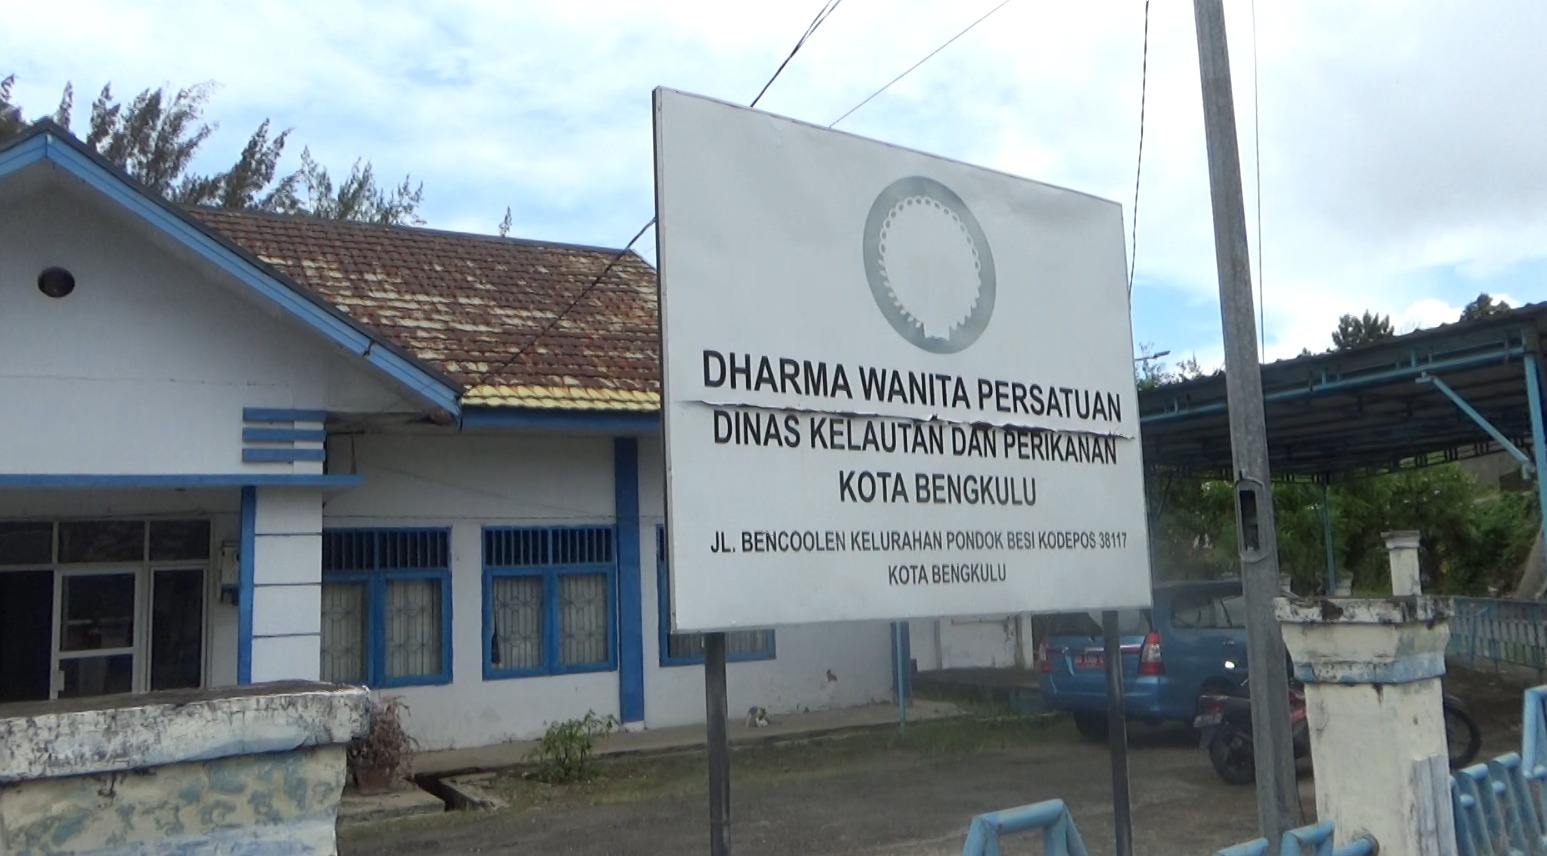 DHARMA WANITA PERSATUAN
DINAS KELAUTAN DAN PERIKANAN
KOTA BENGKULU
JL. BENCOOLEN KELURAHAN PONDOK BESI KODEPOS 38117
KOTA BENGKULU